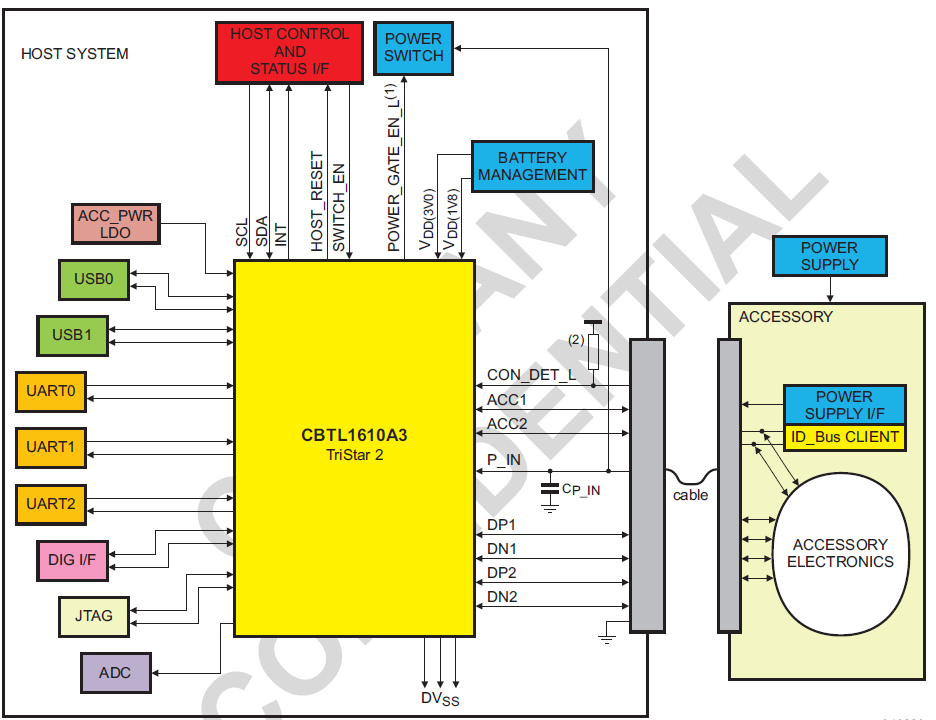 HOST SYSTEM
HOST CONTROL
AND
STATUS I/F
POWER
SWITCH
BATTERY
MANAGEMENT
SCL
SDA
INT
HOST_RESET
SWITCH_EN
POWER_GATE_EN_L(1)
VDD(3V0)
VDD(1V8)
ACC_PWR
LDO
USB0
USB1
UART0
UART1
UART2
DIG I/F
JTAG
ADC
CBTL1610A3
TriStar 2
DVSS
(2)
CON_DET_L
ACC1
ACC2
P_IN
CP_IN
DP1
DN1
DP2
DN2
cable
POWER
SUPPLY
ACCESSORY
POWER
SUPPLY I/F
ID_Bus CLIENT
ACCESSORY
ELECTRONICS
COMPANY
CONFIDENTIAL